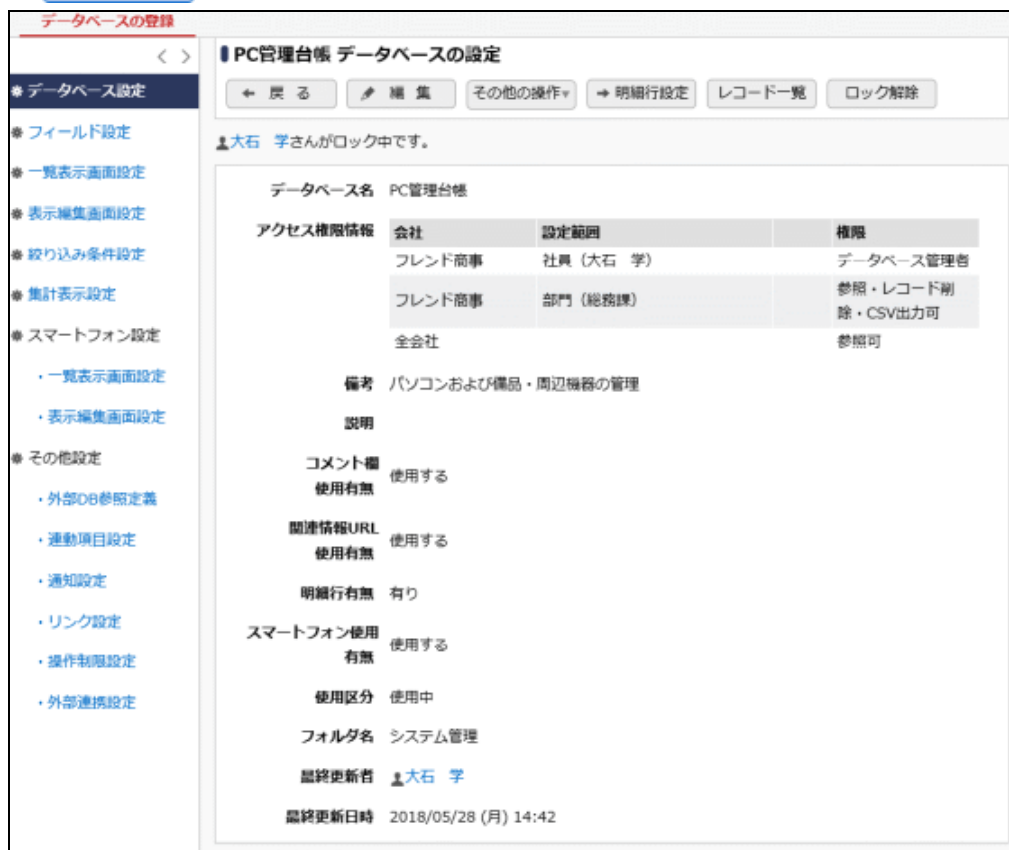 データベースの登録
< >
データベース設定
フィールド設定
一覧表示画面設定
表示編集画面設定
絞り込み条件設定
集計表示設定
スマートフォン設定
・一覧表示画面設定
・表示編集画面設定
その他設定
・外部DB参照定義
・連動項目設定
・通知設定
・リンク設定
・操作制限設定
・外部連携設定
PC管理台帳 データベースの設定
戻 る 編 集 その他の操作▾ 明細行設定 レコード一覧 ロック解除
大石 学さんがロック中です。
データベース名 PC管理台帳
アクセス権限情報 会社 設定範囲 権限
フレンド商事 社員（大石 学） データベース管理者
フレンド商事 部門（総務課） 参照・レコード削
除・CSV出力可
全会社 参照可
備考 パソコンおよび備品・周辺機器の管理
説明
コメント欄
使用有無 使用する
関連情報URL
使用有無 使用する
明細行有無 有り
スマートフォン使用
有無 使用する
使用区分 使用中
フォルダ名 システム管理
最終更新者 大石 学
最終更新日時 2018/05/28 (月) 14:42